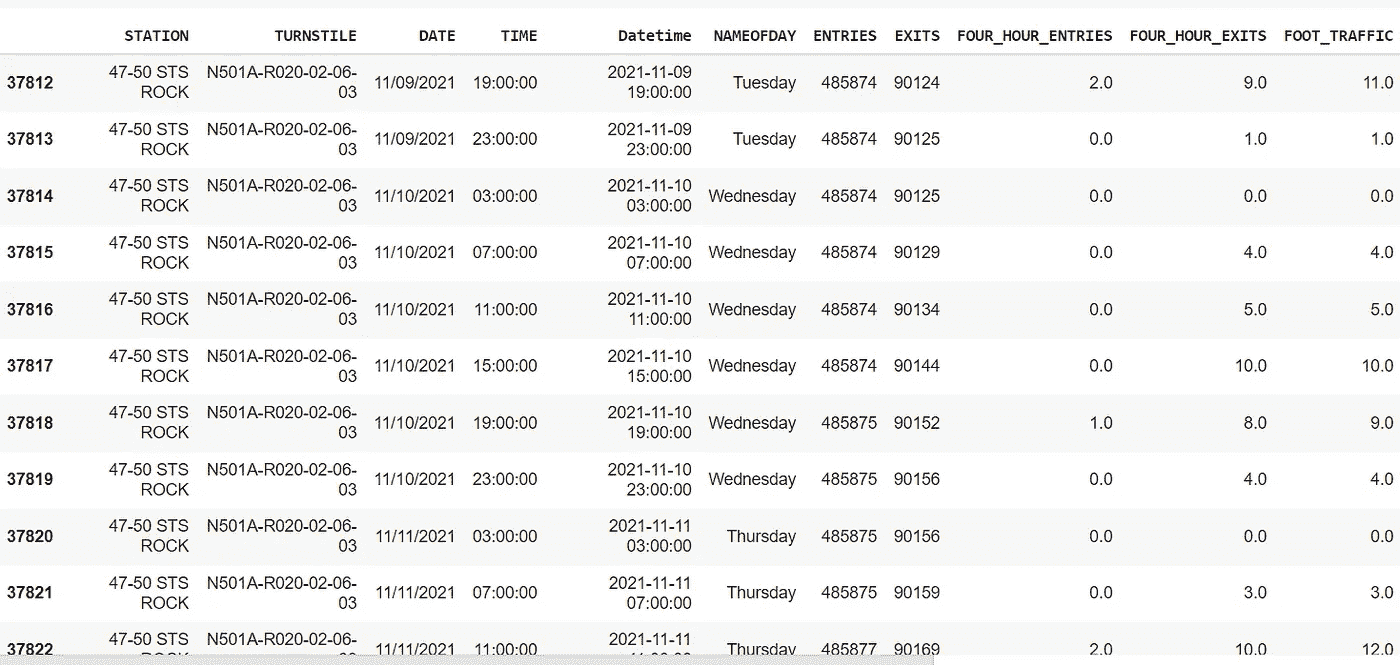 STATION TURNSTILE DATE TIME Datetime NAMEOFDAY ENTRIES EXITS FOUR_HOUR_ENTRIES FOUR_HOUR_EXITS FOOT_TRAFFIC
37812 47-50 STS ROCK N501A-R020-02-06-03 11/09/2021 19:00:00 2021-11-09 19:00:00 Tuesday 485874 90124 2.0 9.0 11.0
37813 47-50 STS ROCK N501A-R020-02-06-03 11/09/2021 23:00:00 2021-11-09 23:00:00 Tuesday 485874 90125 0.0 1.0 1.0
37814 47-50 STS ROCK N501A-R020-02-06-03 11/10/2021 03:00:00 2021-11-10 03:00:00 Wednesday 485874 90125 0.0 0.0 0.0
37815 47-50 STS ROCK N501A-R020-02-06-03 11/10/2021 07:00:00 2021-11-10 07:00:00 Wednesday 485874 90129 0.0 4.0 4.0
37816 47-50 STS ROCK N501A-R020-02-06-03 11/10/2021 11:00:00 2021-11-10 11:00:00 Wednesday 485874 90134 0.0 5.0 5.0
37817 47-50 STS ROCK N501A-R020-02-06-03 11/10/2021 15:00:00 2021-11-10 15:00:00 Wednesday 485874 90144 0.0 10.0 10.0
37818 47-50 STS ROCK N501A-R020-02-06-03 11/10/2021 19:00:00 2021-11-10 19:00:00 Wednesday 485875 90152 1.0 8.0 9.0
37819 47-50 STS ROCK N501A-R020-02-06-03 11/10/2021 23:00:00 2021-11-10 23:00:00 Wednesday 485875 90156 0.0 4.0 4.0
37820 47-50 STS ROCK N501A-R020-02-06-03 11/11/2021 03:00:00 2021-11-11 03:00:00 Thursday 485875 90156 0.0 0.0 0.0
37821 47-50 STS ROCK N501A-R020-02-06-03 11/11/2021 07:00:00 2021-11-11 07:00:00 Thursday 485875 90159 0.0 3.0 3.0
37822 47-50 STS N501A-R020-02-06- 11/11/2021 11:00:00 2021-11-11 Thursday 485877 90169 2.0 10.0 12.0